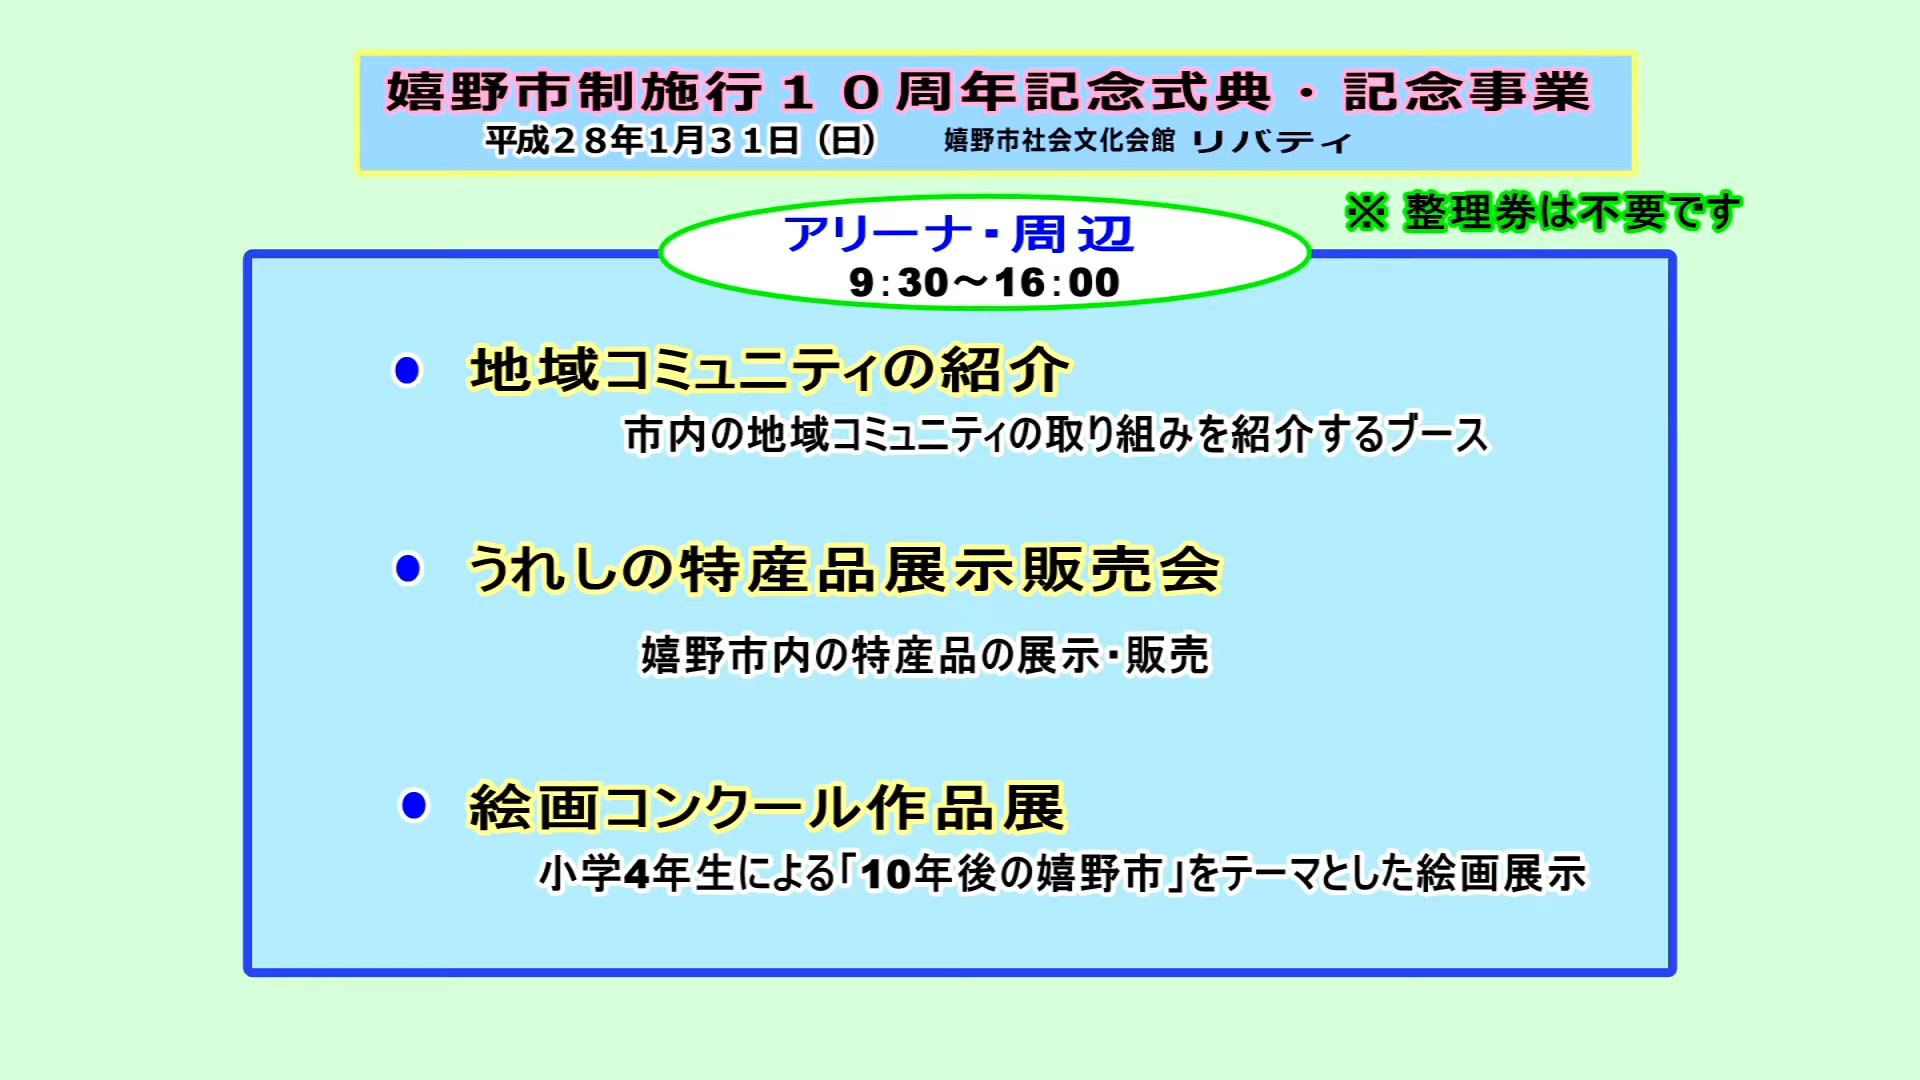 嬉野市制施行１０周年記念式典・記念事業
平成２８年１月３１日（日） 嬉野市社会文化会館 リバティ
※ 整理券は不要です
アリーナ・周辺
9：30～16：00
● 地域コミュニティの紹介
市内の地域コミュニティの取り組みを紹介するブース
● うれしの特産品展示販売会
嬉野市内の特産品の展示・販売
● 絵画コンクール作品展
小学4年生による「10年後の嬉野市」をテーマとした絵画展示